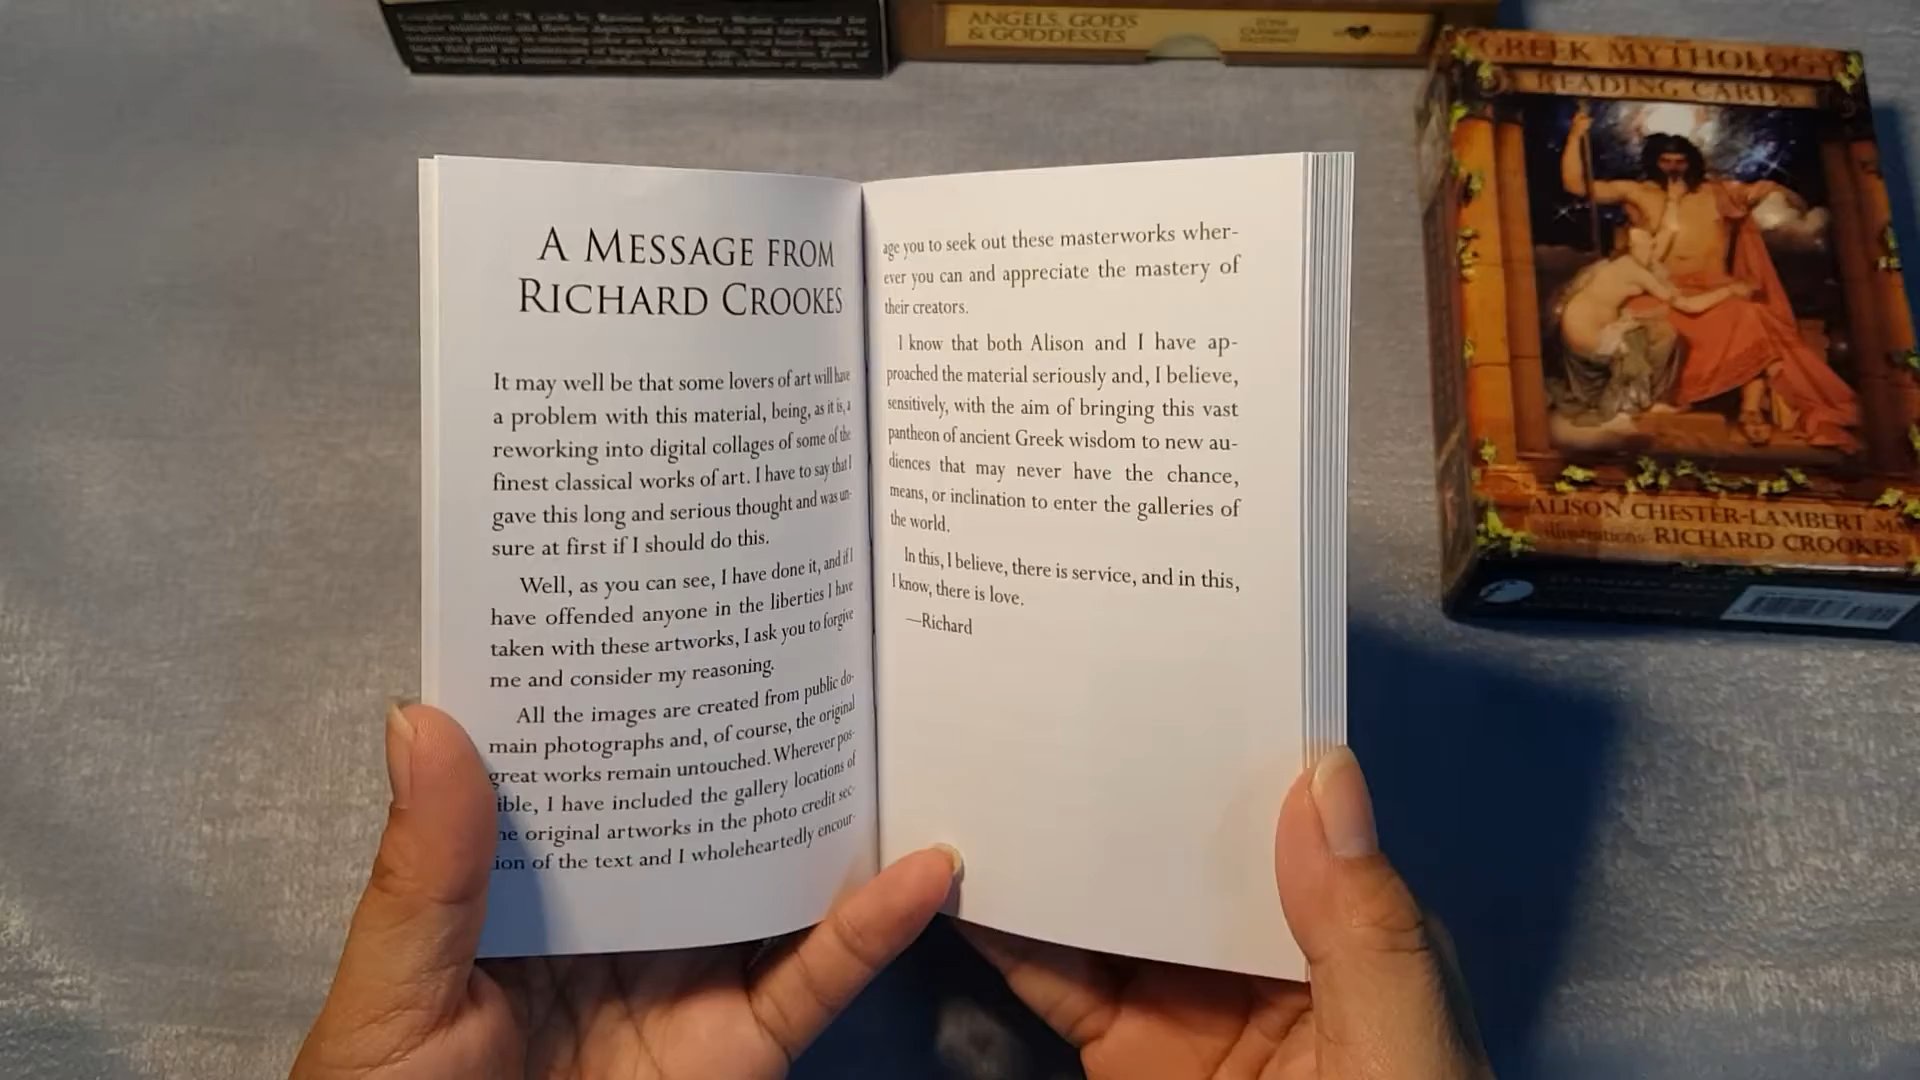 ANGELS, GODS
& GODDESSES
GREEK MYTHOLOGY
READING CARDS
ALISON CHESTER-LAMBERT MA
illustrations RICHARD CROOKES
A MESSAGE FROM
RICHARD CROOKES
It may well be that some lovers of art will have
a problem with this material, being, as it is, a
reworking into digital collages of some of the
finest classical works of art. I have to say that I
gave this long and serious thought and was un-
sure at first if I should do this.
Well, as you can see, I have done it, and if I
have offended anyone in the liberties I have
taken with these artworks, I ask you to forgive
me and consider my reasoning.
All the images are created from public do-
main photographs and, of course, the original
great works remain untouched. Wherever pos-
ible, I have included the gallery locations of
he original artworks in the photo credit sec-
ion of the text and I wholeheartedly encour-
age you to seek out these masterworks wher-
ever you can and appreciate the mastery of
their creators.
I know that both Alison and I have ap-
proached the material seriously and, I believe,
sensitively, with the aim of bringing this vast
pantheon of ancient Greek wisdom to new au-
diences that may never have the chance,
means, or inclination to enter the galleries of
the world.
In this, I believe, there is service, and in this,
I know, there is love.
—Richard